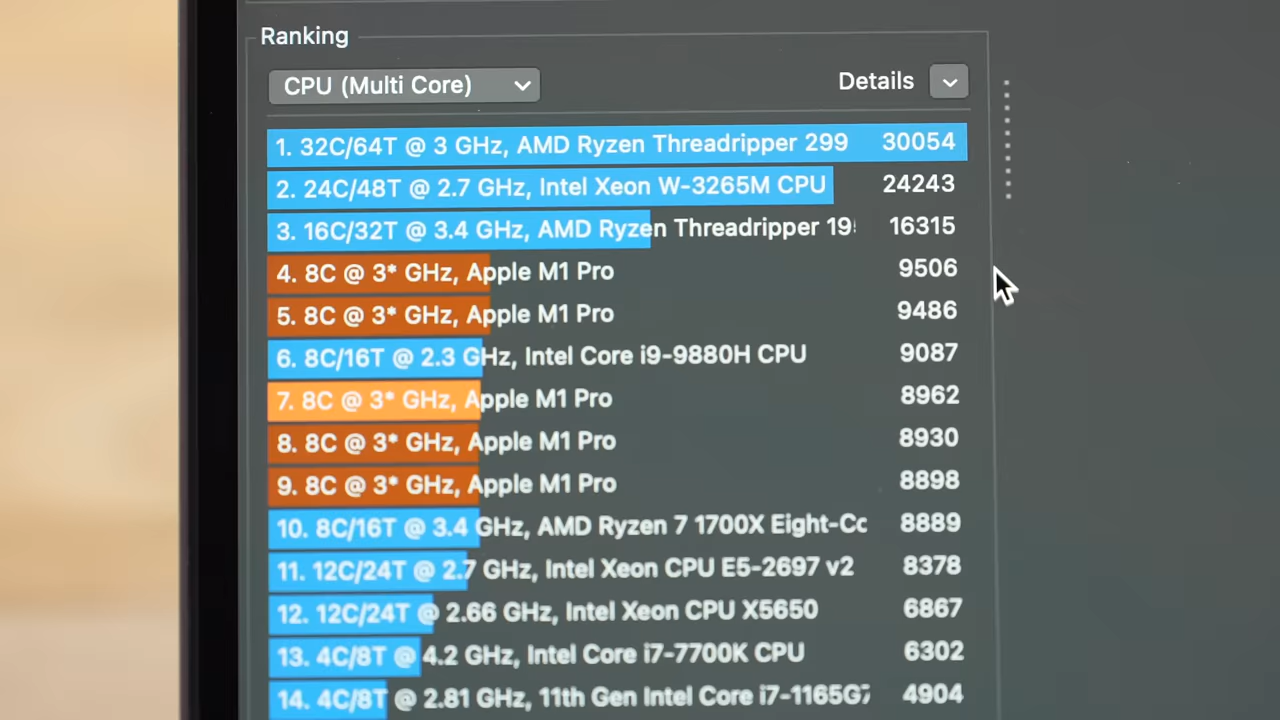 Ranking
CPU (Multi Core)
Details
1. 32C/64T @ 3 GHz, AMD Ryzen Threadripper 299 30054
2. 24C/48T @ 2.7 GHz, Intel Xeon W-3265M CPU 24243
3. 16C/32T @ 3.4 GHz, AMD Ryzen Threadripper 19 16315
4. 8C @ 3* GHz, Apple M1 Pro 9506
5. 8C @ 3* GHz, Apple M1 Pro 9486
6. 8C/16T @ 2.3 GHz, Intel Core i9-9880H CPU 9087
7. 8C @ 3* GHz, Apple M1 Pro 8962
8. 8C @ 3* GHz, Apple M1 Pro 8930
9. 8C @ 3* GHz, Apple M1 Pro 8898
10. 8C/16T @ 3.4 GHz, AMD Ryzen 7 1700X Eight-Co 8889
11. 12C/24T @ 2.7 GHz, Intel Xeon CPU E5-2697 v2 8378
12. 12C/24T @ 2.66 GHz, Intel Xeon CPU X5650 6867
13. 4C/8T @ 4.2 GHz, Intel Core i7-7700K CPU 6302
14. 4C/8T @ 2.81 GHz, 11th Gen Intel Core i7-1165G7 4904